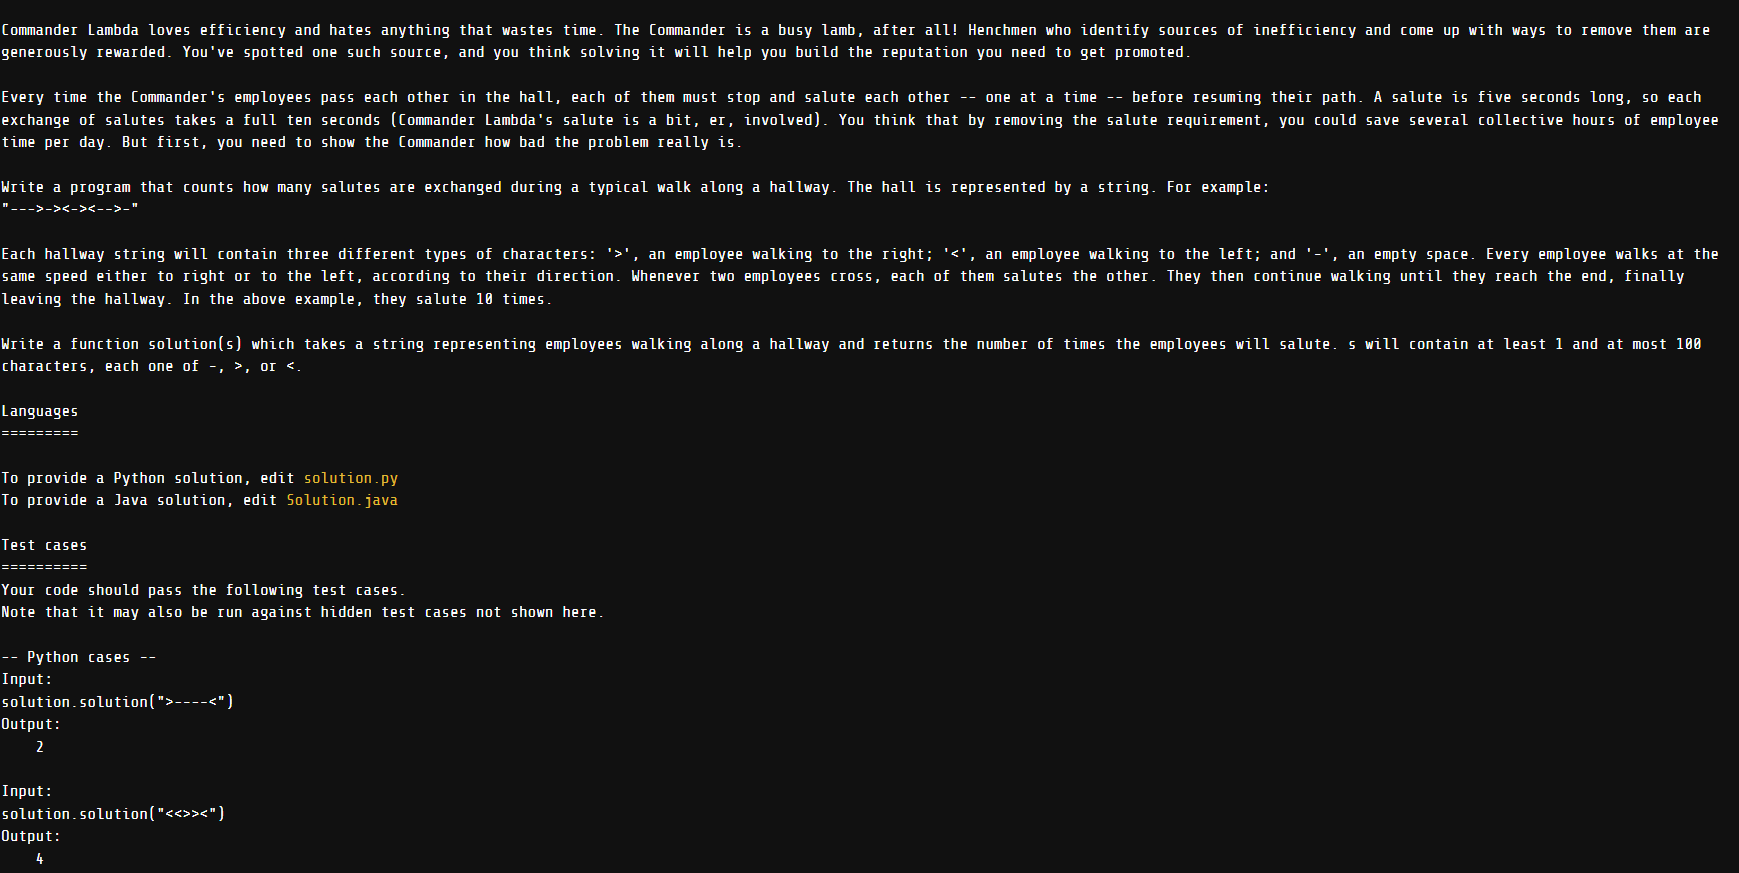 Commander Lambda loves efficiency and hates anything that wastes time. The Commander is a busy lamb, after all! Henchmen who identify sources of inefficiency and come up with ways to remove them are
generously rewarded. You've spotted one such source, and you think solving it will help you build the reputation you need to get promoted.
Every time the Commander's employees pass each other in the hall, each of them must stop and salute each other -- one at a time -- before resuming their path. A salute is five seconds long, so each
exchange of salutes takes a full ten seconds (Commander Lambda's salute is a bit, er, involved). You think that by removing the salute requirement, you could save several collective hours of employee
time per day. But first, you need to show the Commander how bad the problem really is.
Write a program that counts how many salutes are exchanged during a typical walk along a hallway. The hall is represented by a string. For example:
"--->-><-><-->-"
Each hallway string will contain three different types of characters: '>', an employee walking to the right; '<', an employee walking to the left; and '-', an empty space. Every employee walks at the
same speed either to right or to the left, according to their direction. Whenever two employees cross, each of them salutes the other. They then continue walking until they reach the end, finally
leaving the hallway. In the above example, they salute 10 times.
Write a function solution(s) which takes a string representing employees walking along a hallway and returns the number of times the employees will salute. s will contain at least 1 and at most 100
characters, each one of -, >, or <.
Languages
=========
To provide a Python solution, edit solution.py
To provide a Java solution, edit Solution.java
Test cases
==========
Your code should pass the following test cases.
Note that it may also be run against hidden test cases not shown here.
-- Python cases --
Input:
solution.solution(">----<")
Output:
2
Input:
solution.solution("<<>><")
Output:
4